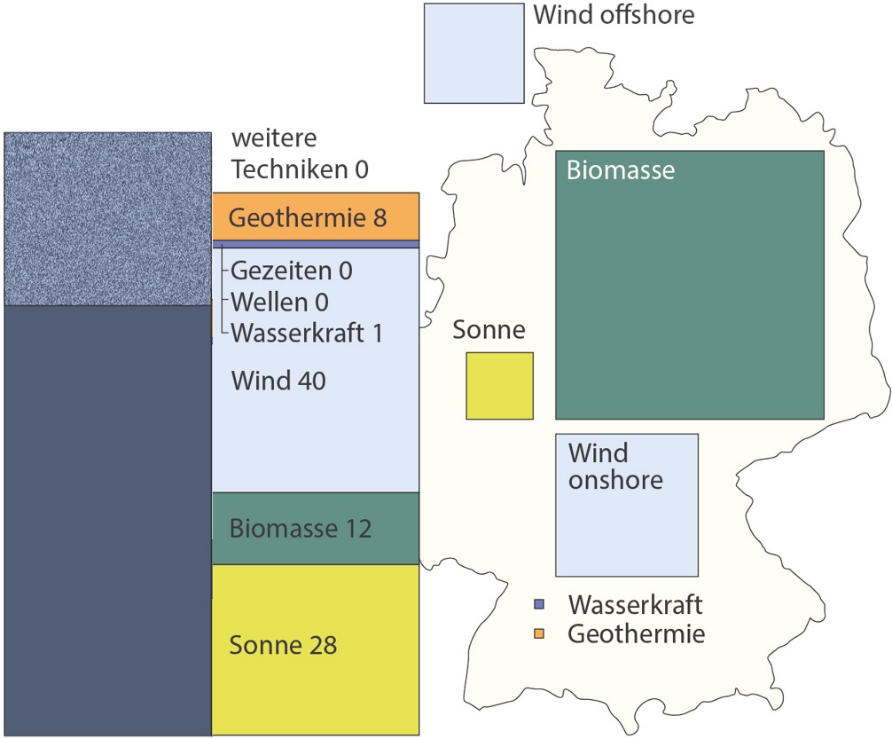 Wind offshore
weitere
Techniken 0
Geothermie 8
Gezeiten 0
Wellen 0
Wasserkraft 1
Wind 40
Biomasse 12
Sonne 28
Biomasse
Sonne
Wind
onshore
Wasserkraft
Geothermie